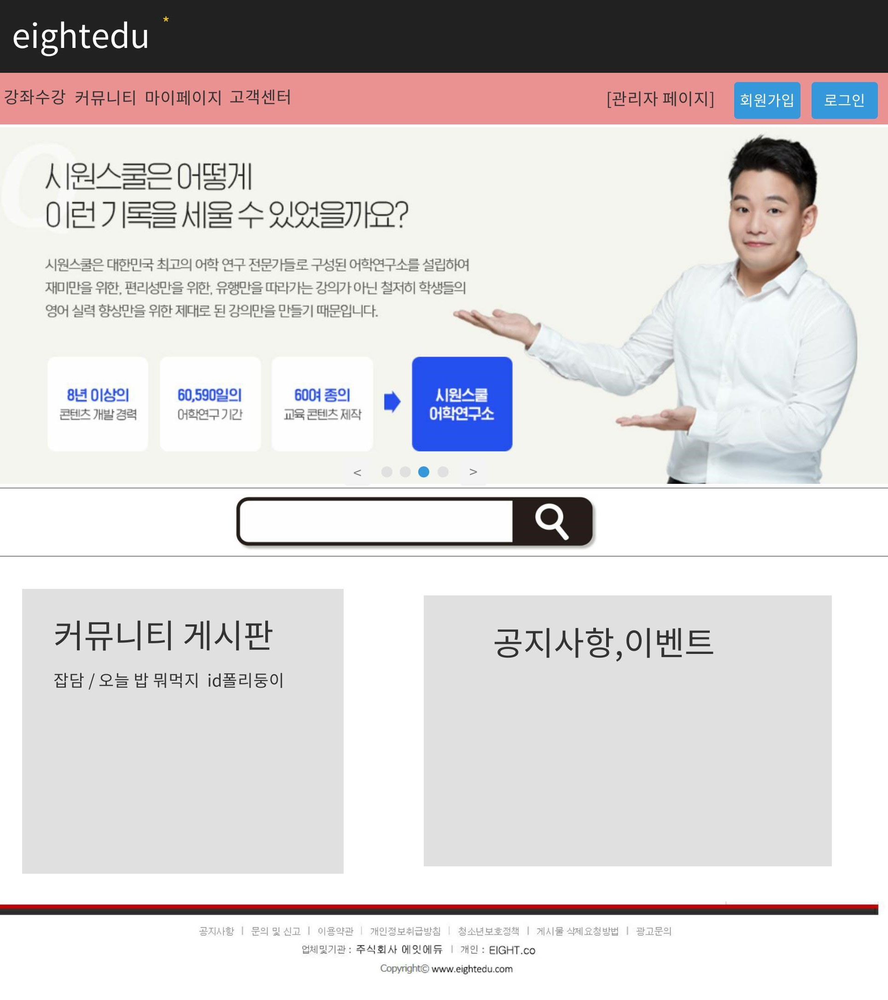 eightedu *
강좌수강 커뮤니티 마이페이지 고객센터 [관리자 페이지] 회원가입 로그인
시원스쿨은 어떻게
이런 기록을 세울 수 있었을까요?
시원스쿨은 대한민국 최고의 어학 연구 전문가들로 구성된 어학연구소를 설립하여
재미만을 위한, 편리성만을 위한, 유행만을 따라가는 강의가 아닌 철저히 학생들의
영어 실력 향상만을 위한 제대로 된 강의만을 만들기 때문입니다.
8년 이상의
콘텐츠 개발 경력
60,590일의
어학연구 기간
600여 종의
교육 콘텐츠 제작
시원스쿨
어학연구소
< >
커뮤니티 게시판
잡담 / 오늘 밥 뭐먹지 id폴리둥이
공지사항,이벤트
공지사항 | 문의 및 신고 | 이용약관 | 개인정보취급방침 | 청소년보호정책 | 게시물 삭제요청방법 | 광고문의
업체및기관 : 주식회사 에잇에듀 | 개인 : EIGHT.co
Copyright© www.eightedu.com